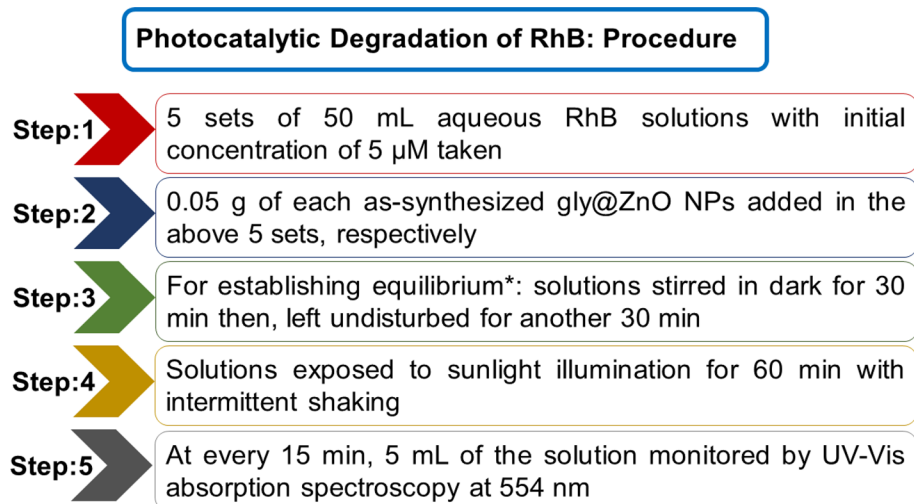 Photocatalytic Degradation of RhB: Procedure
Step:1
5 sets of 50 mL aqueous RhB solutions with initial
concentration of 5 µM taken
Step:2
0.05 g of each as-synthesized gly@ZnO NPs added in the
above 5 sets, respectively
Step:3
For establishing equilibrium*: solutions stirred in dark for 30
min then, left undisturbed for another 30 min
Step:4
Solutions exposed to sunlight illumination for 60 min with
intermittent shaking
Step:5
At every 15 min, 5 mL of the solution monitored by UV-Vis
absorption spectroscopy at 554 nm